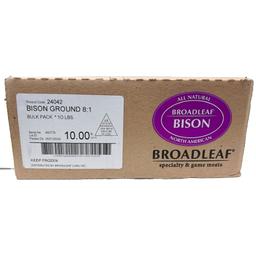 Product Code: 24042
BISON GROUND 8:1
BULK PACK * 10 LBS
10.00
KEEP FROZEN
ALL NATURAL
BROADLEAF
BISON
NORTH AMERICAN
BROADLEAF
specialty & game meats